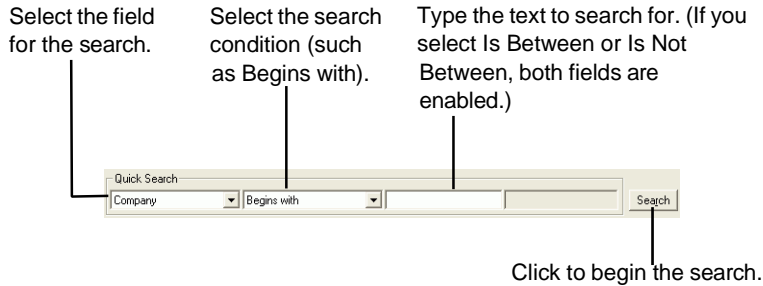 Select the field
for the search.
Select the search
condition (such
as Begins with).
Type the text to search for. (If you
select Is Between or Is Not
Between, both fields are
enabled.)
Quick Search
Company
Begins with
Search
Click to begin the search.